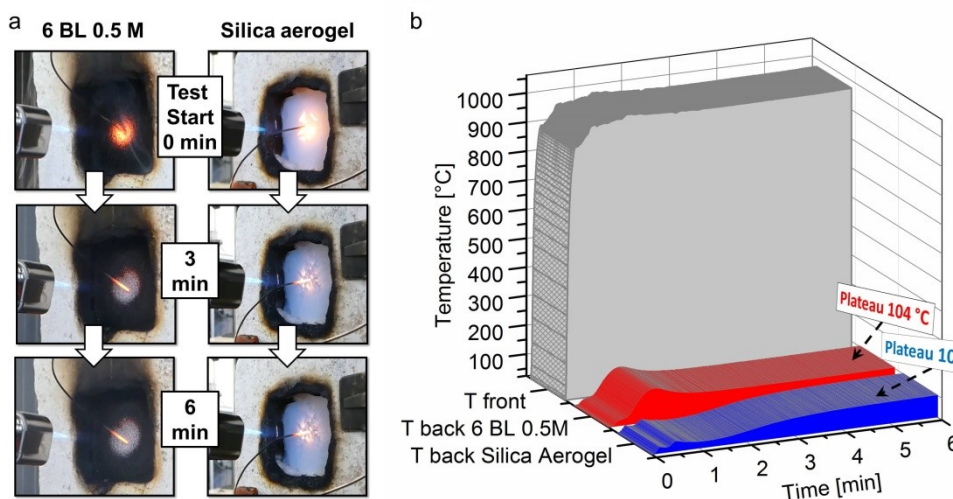 a
6 BL 0.5 M
Silica aerogel
Test
Start
0 min
3
min
6
min
b
Temperature [°C]
1000
900
800
700
600
500
400
300
200
100
Plateau 104 °C
Plateau 10
T front
T back 6 BL 0.5M
T back Silica Aerogel
0
1
2
3
4
5
6
Time [min]